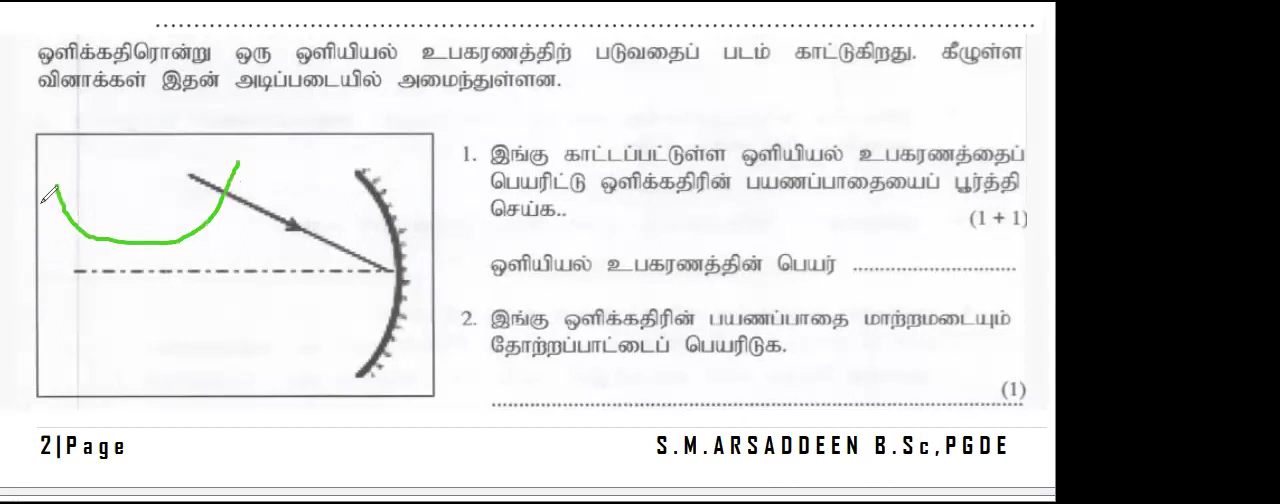 ஒளிக்கதிரொன்று ஒரு ஒளியியல் உபகரணத்திற் படுவதைப் படம் காட்டுகிறது. கீழுள்ள
வினாக்கள் இதன் அடிப்படையில் அமைந்துள்ளன.
1. இங்கு காட்டப்பட்டுள்ள ஒளியியல் உபகரணத்தைப்
பெயரிட்டு ஒளிக்கதிரின் பயணப்பாதையைப் பூர்த்தி
செய்க..
(1 + 1)
ஒளியியல் உபகரணத்தின் பெயர் ..............................
2. இங்கு ஒளிக்கதிரின் பயணப்பாதை மாற்றமடையும்
தோற்றப்பாட்டைப் பெயரிடுக.
(1)
2|Page
S.M.ARSADDEEN B.Sc,PGDE